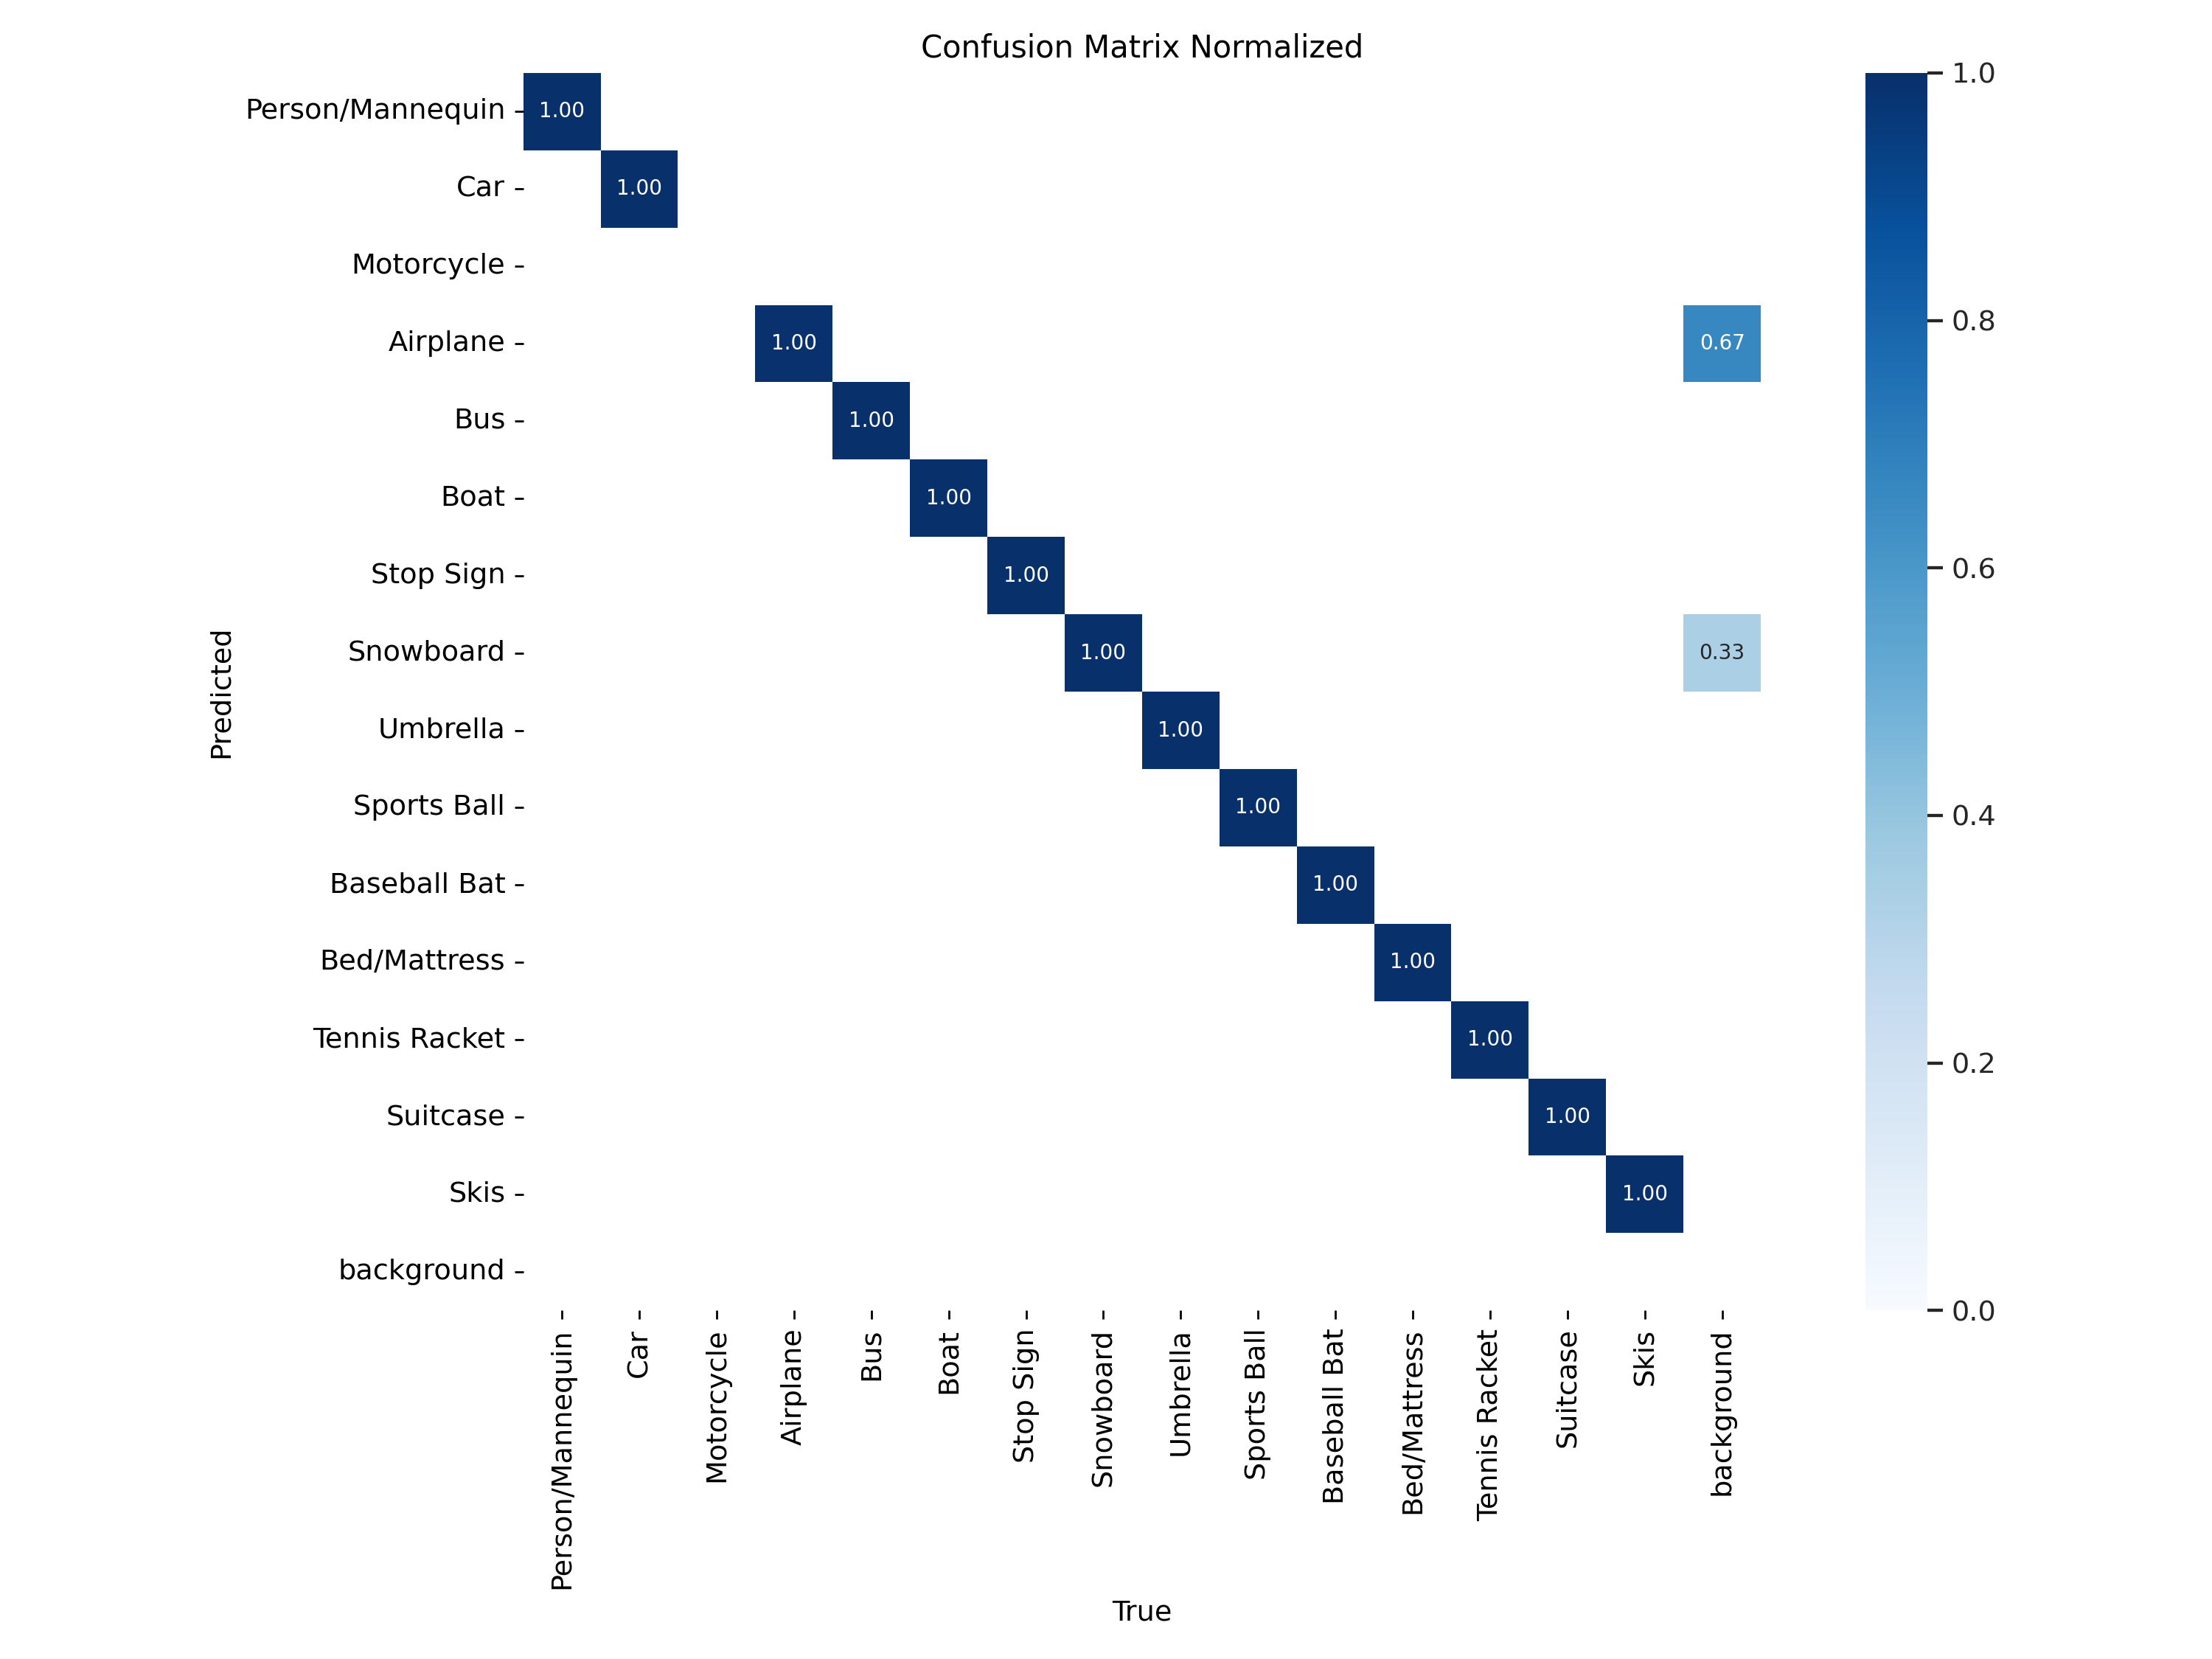 Confusion Matrix Normalized
Person/Mannequin
1.00
1.0
Car
1.00
Motorcycle
Airplane
1.00
0.67
0.8
Bus
1.00
Boat
1.00
Stop Sign
1.00
0.6
Snowboard
1.00
0.33
Predicted
Umbrella
1.00
Sports Ball
1.00
0.4
Baseball Bat
1.00
Bed/Mattress
1.00
Tennis Racket
1.00
0.2
Suitcase
1.00
Skis
1.00
background
0.0
Person/Mannequin
Car
Motorcycle
Airplane
Bus
Boat
Stop Sign
Snowboard
Umbrella
Sports Ball
Baseball Bat
Bed/Mattress
Tennis Racket
Suitcase
Skis
background
True